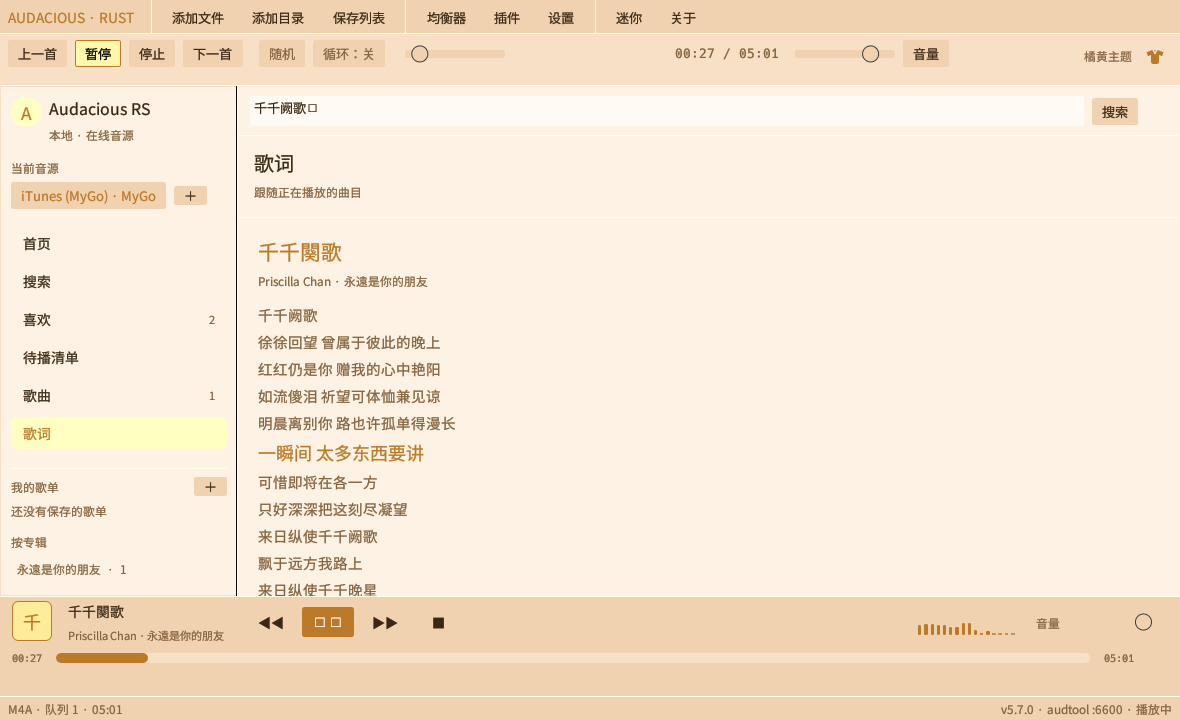 AUDACIOUS · RUST 添加文件 添加目录 保存列表 均衡器 插件 设置 迷你 关于
上一首 暂停 停止 下一首 随机 循环：关 00:27 / 05:01 音量 橘黄主题
A Audacious RS
本地 · 在线音源
当前音源
iTunes (MyGo) · MyGo +
首页
搜索
喜欢 2
待播清单
歌曲 1
歌词
我的歌单 +
还没有保存的歌单
按专辑
永遠是你的朋友 · 1
千千阙歌□ 搜索
歌词
跟随正在播放的曲目
千千闋歌
Priscilla Chan · 永遠是你的朋友
千千阙歌
徐徐回望 曾属于彼此的晚上
红红仍是你 赠我的心中艳阳
如流傻泪 祈望可体恤兼见谅
明晨离别你 路也许孤单得漫长
一瞬间 太多东西要讲
可惜即将在各一方
只好深深把这刻尽凝望
来日纵使千千阙歌
飘于远方我路上
来日纵使千千晚星
千 千千闋歌
Priscilla Chan · 永遠是你的朋友
◀◀ □ □ ▶▶ ■ 音量
00:27 05:01
M4A · 队列 1 · 05:01 v5.7.0 · audtool :6600 · 播放中